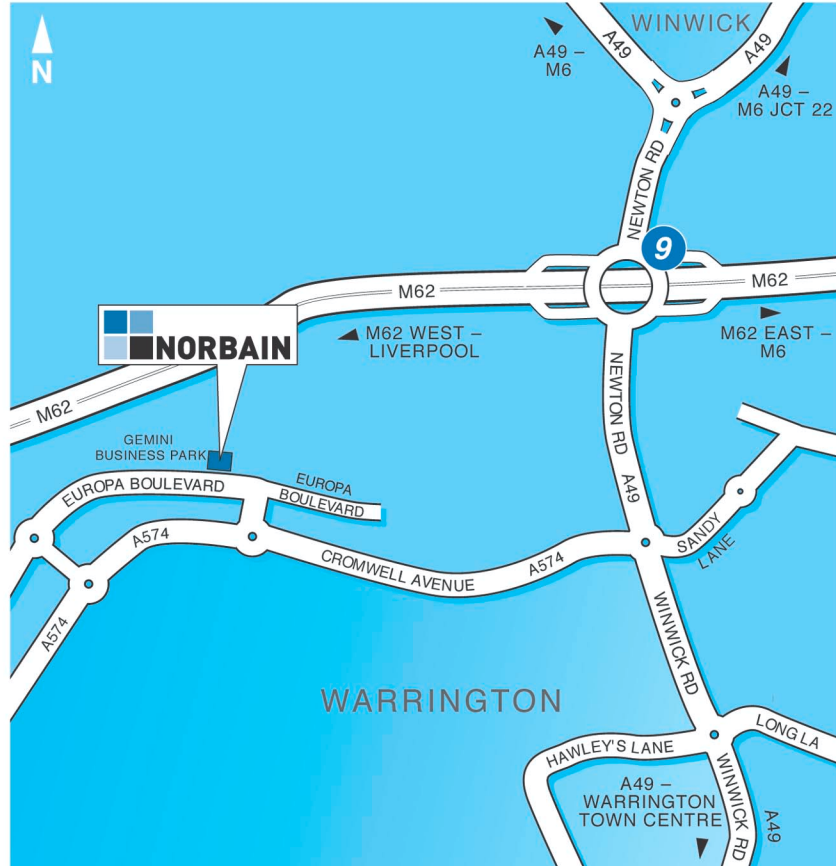 WINWICK
A49
A49
A49 –
M6
A49 –
M6 JCT 22
N
NEWTON RD
9
M62
M62
NORBAIN
M62 WEST –
LIVERPOOL
M62 EAST –
M6
M62
NEWTON RD
A49
GEMINI
BUSINESS PARK
EUROPA BOULEVARD
EUROPA
BOULEVARD
SANDY
LANE
A574
CROMWELL AVENUE
A574
A574
WINWICK RD
WARRINGTON
HAWLEY'S LANE
LONG LA
A49 –
WARRINGTON
TOWN CENTRE
WINWICK RD
A49